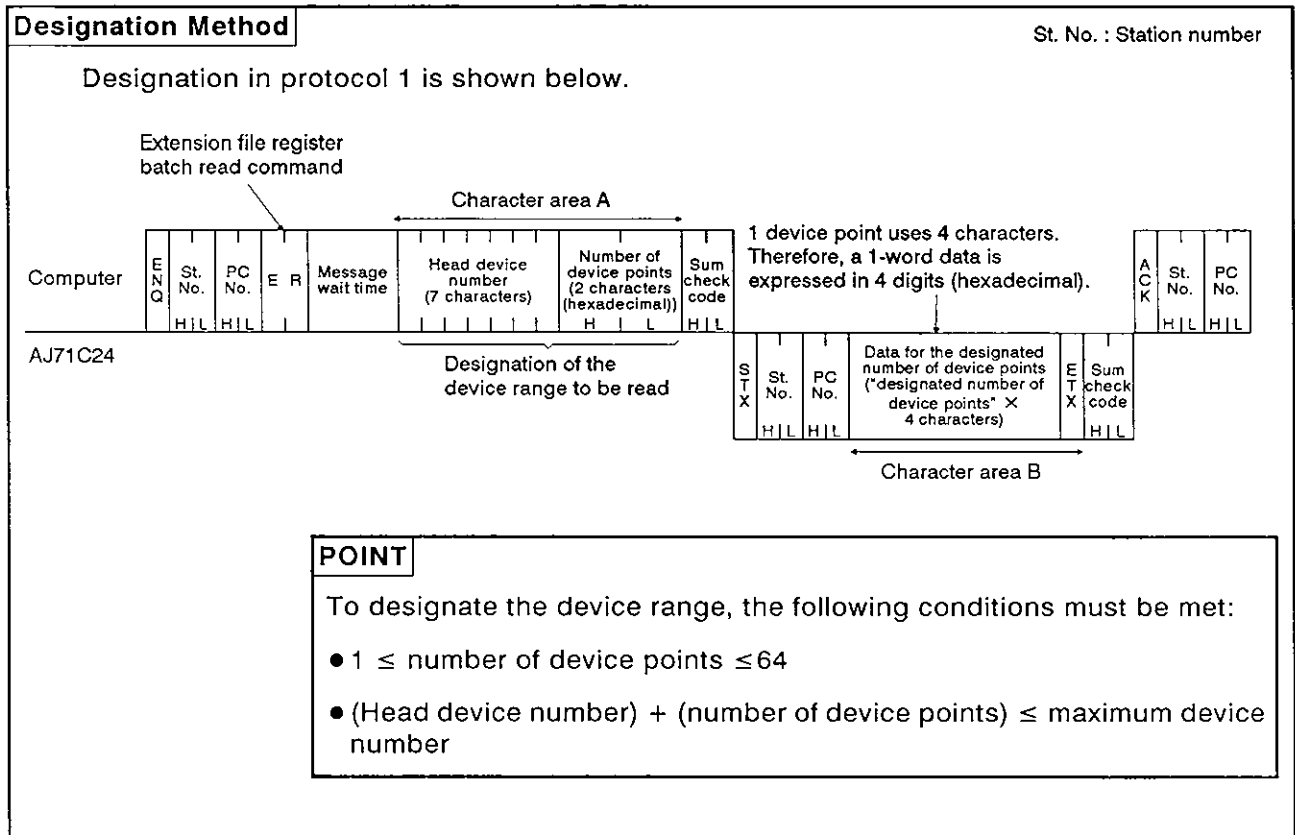 Designation Method
St. No. : Station number
Designation in protocol 1 is shown below.
Extension file register
batch read command
Character area A
Computer
E
N
Q
St.
No.
H L
PC
No.
H L
E R
Message
wait time
Head device
number
(7 characters)
Number of
device points
(2 characters
(hexadecimal))
H L
Sum
check
code
H L
1 device point uses 4 characters.
Therefore, a 1-word data is
expressed in 4 digits (hexadecimal).
A
C
K
St.
No.
H L
PC
No.
H L
AJ71C24
Designation of the
device range to be read
S
T
X
St.
No.
H L
PC
No.
H L
Data for the designated
number of device points
("designated number of
device points" ×
4 characters)
E
T
X
Sum
check
code
H L
Character area B
POINT
To designate the device range, the following conditions must be met:
● 1 ≤ number of device points ≤64
● (Head device number) + (number of device points) ≤ maximum device
number